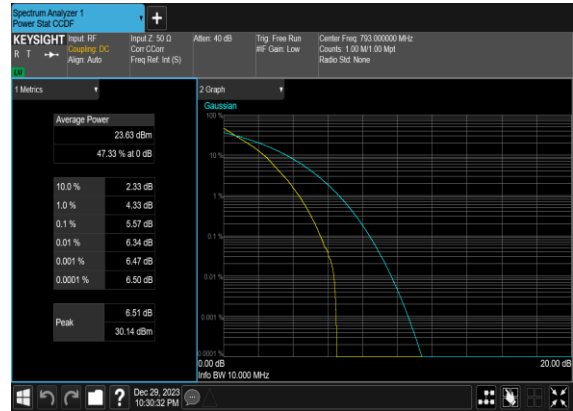 Spectrum Analyzer 1
Power Stat CCDF
+
KEYSIGHT
R T
LW
Input: RF
Coupling: DC
Align: Auto
Input Z: 50 Ω
Corr CCorr
Freq Ref: Int (S)
Atten: 40 dB
Trig: Free Run
#IF Gain: Low
Center Freq: 793.000000 MHz
Counts: 1.00 M/1.00 Mpt
Radio Std: None
1 Metrics
Average Power
23.63 dBm
47.33 % at 0 dB
10.0 % 2.33 dB
1.0 % 4.33 dB
0.1 % 5.57 dB
0.01 % 6.34 dB
0.001 % 6.47 dB
0.0001 % 6.50 dB
Peak
6.51 dB
30.14 dBm
2 Graph
Gaussian
100 %
10 %
1 %
0.1 %
0.01 %
0.001 %
0.0001 %
0.00 dB 20.00 dB
Info BW 10.000 MHz
?
Dec 29, 2023
10:30:32 PM